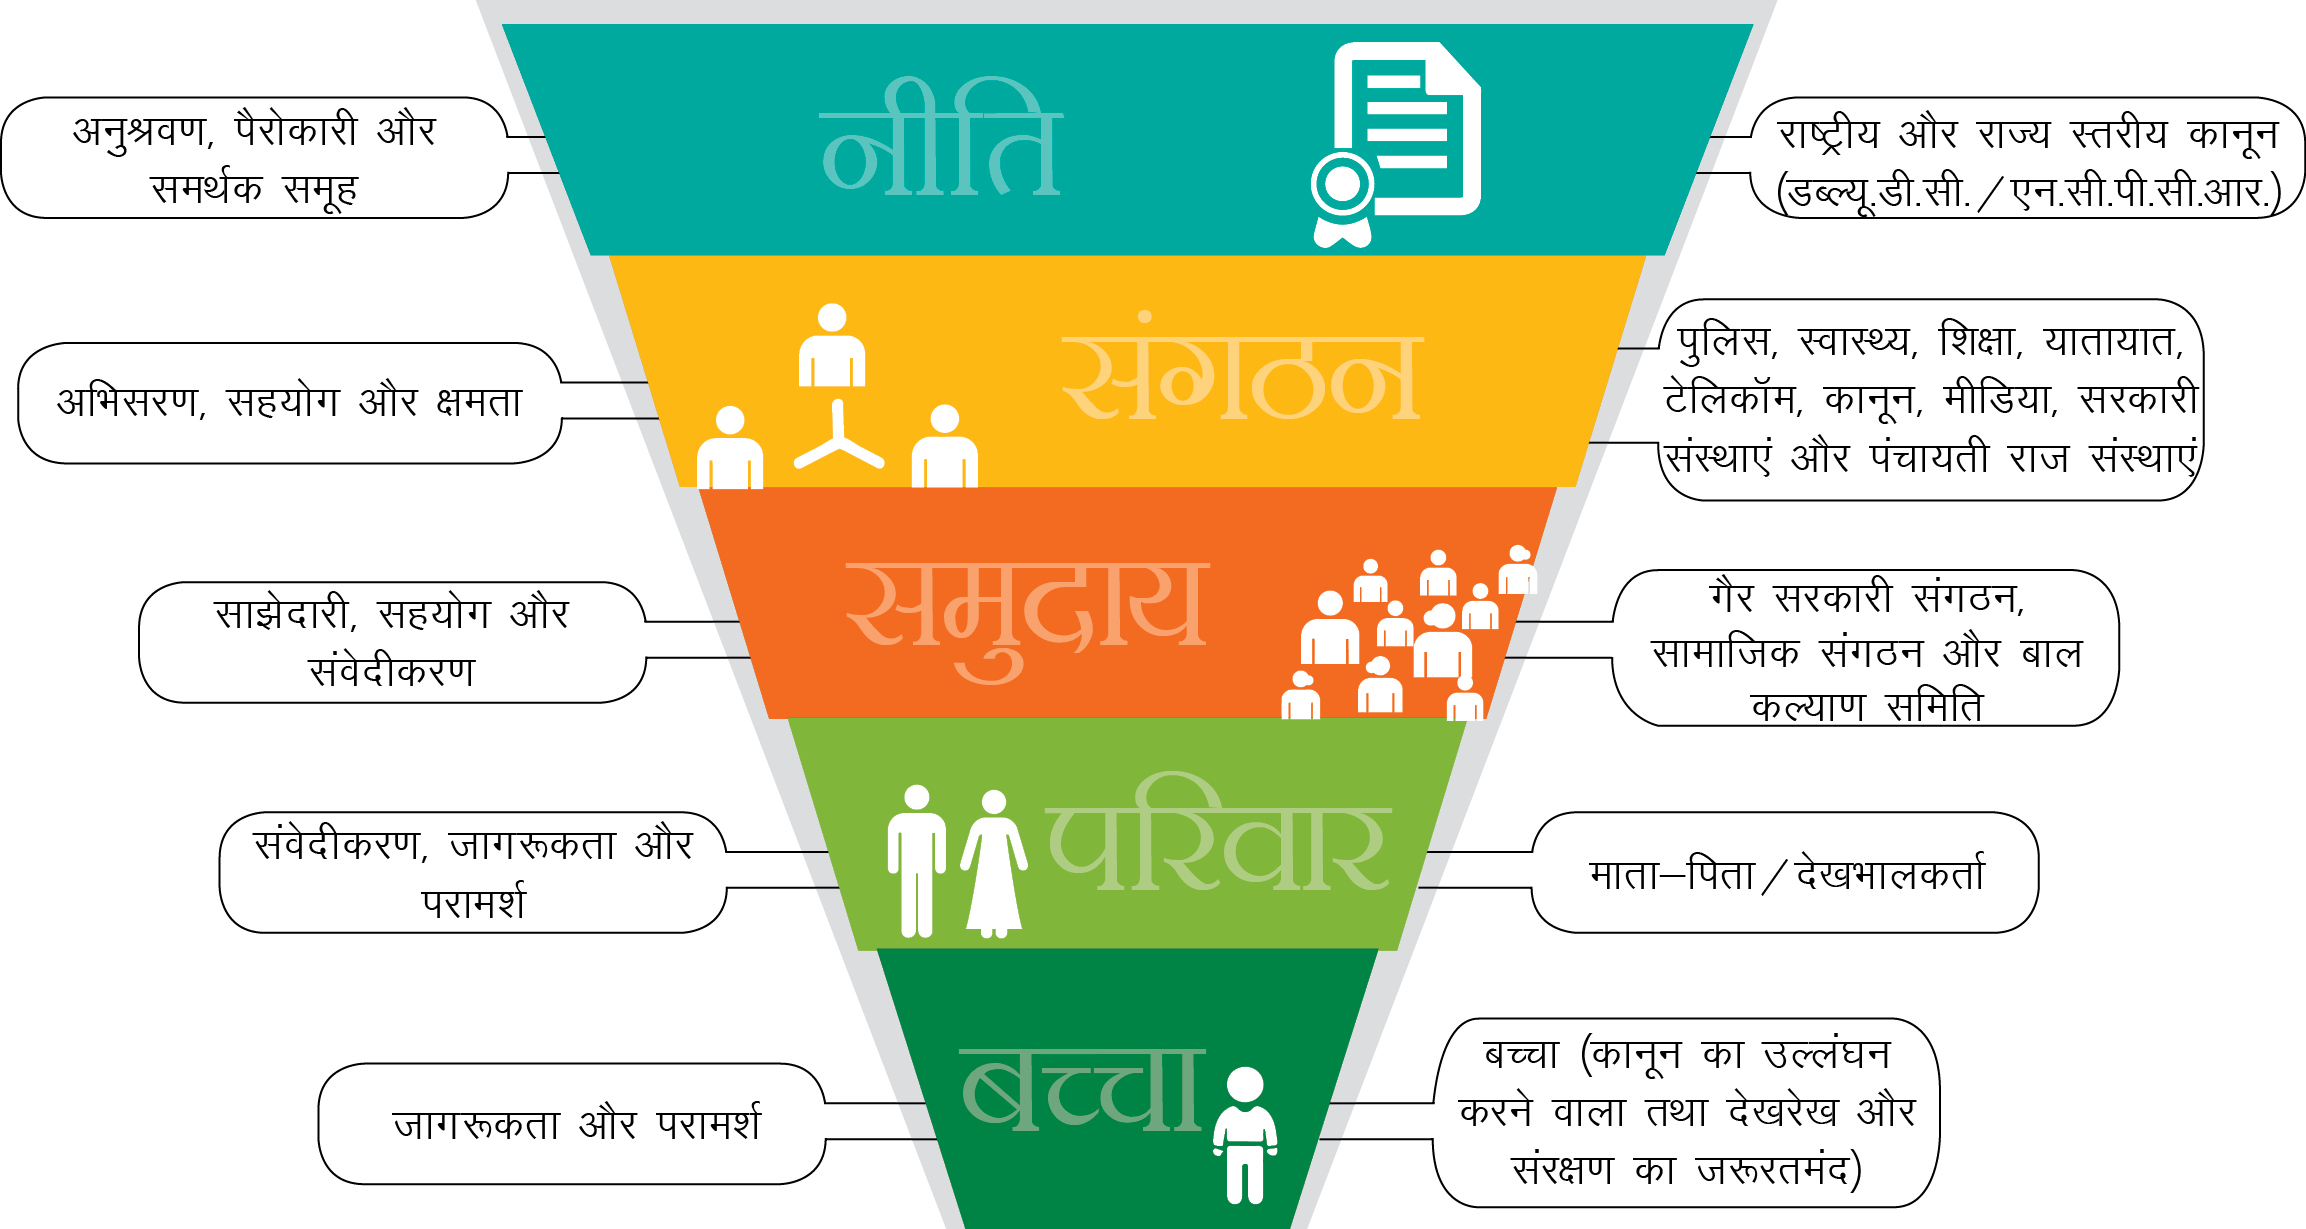 नीति
अनुश्रवण, पैरोकारी और
समर्थक समूह
राष्ट्रीय और राज्य स्तरीय कानून
(डब्ल्यू.डी.सी./एन.सी.पी.सी.आर.)
संगठन
अभिसरण, सहयोग और क्षमता
पुलिस, स्वास्थ्य, शिक्षा, यातायात,
टेलिकॉम, कानून, मीडिया, सरकारी
संस्थाएं और पंचायती राज संस्थाएं
समुदाय
साझेदारी, सहयोग और
संवेदीकरण
गैर सरकारी संगठन,
सामाजिक संगठन और बाल
कल्याण समिति
परिवार
संवेदीकरण, जागरूकता और
परामर्श
माता–पिता/देखभालकर्ता
बच्चा
जागरूकता और परामर्श
बच्चा (कानून का उल्लंघन
करने वाला तथा देखरेख और
संरक्षण का जरूरतमंद)